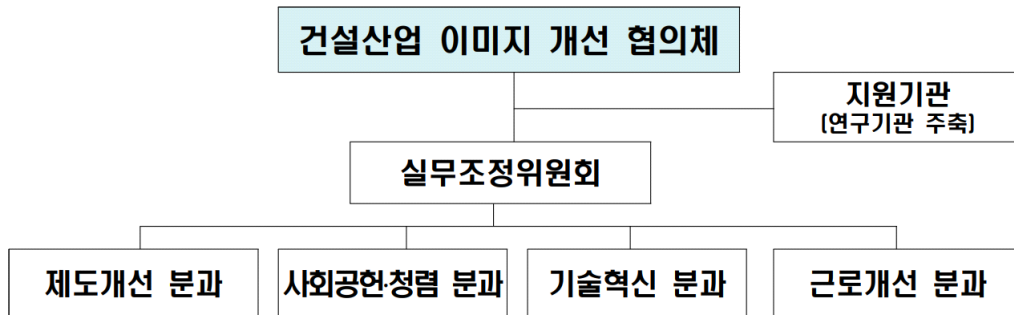 건설산업 이미지 개선 협의체
지원기관
(연구기관 주축)
실무조정위원회
제도개선 분과
사회공헌·청렴 분과
기술혁신 분과
근로개선 분과